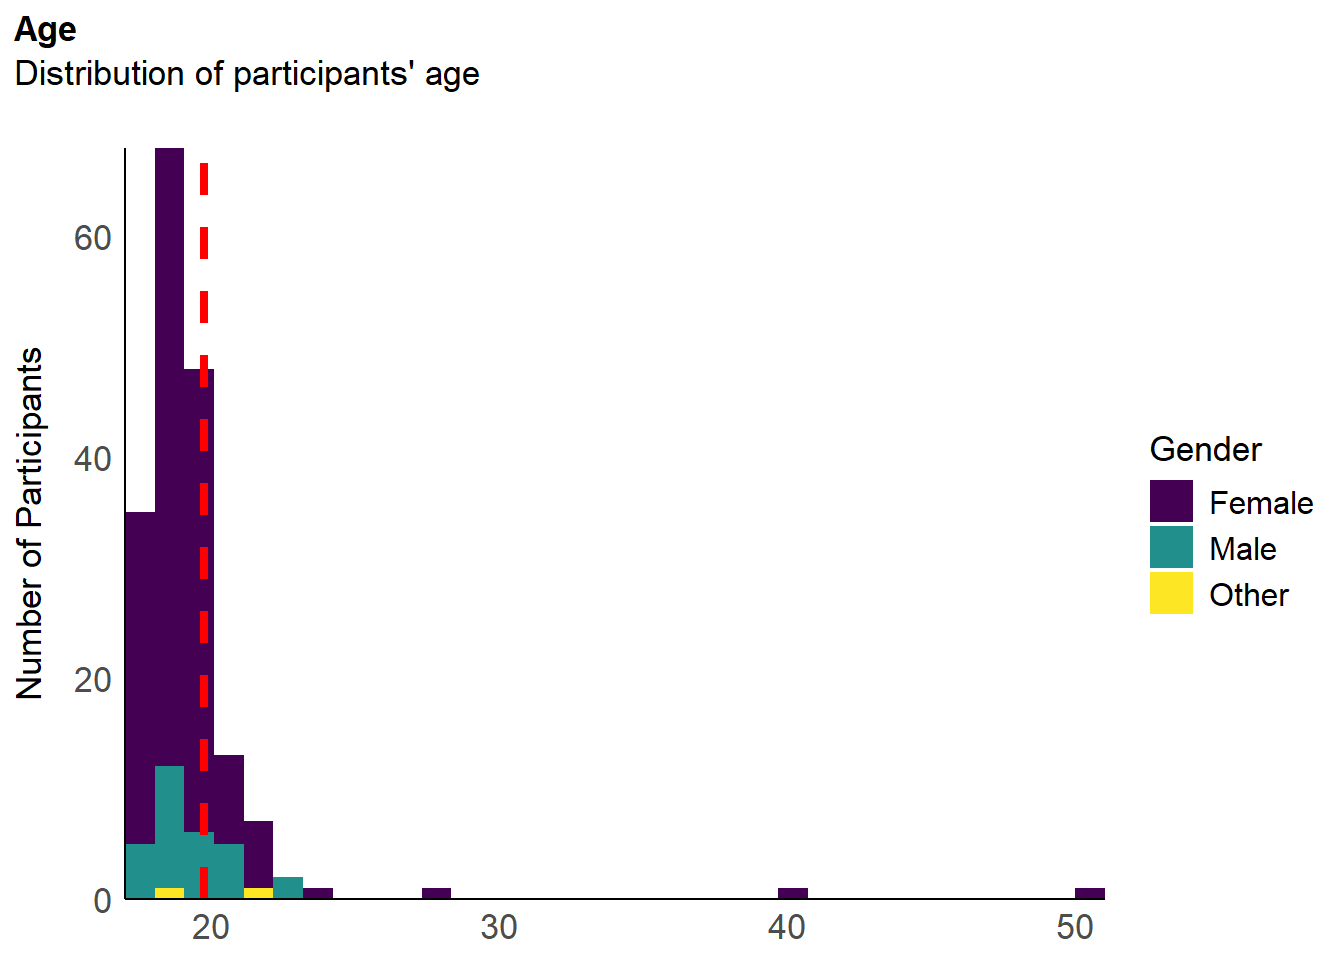 Age
Distribution of participants' age
Number of Participants
60
40
20
0
20
30
40
50
Gender
Female
Male
Other